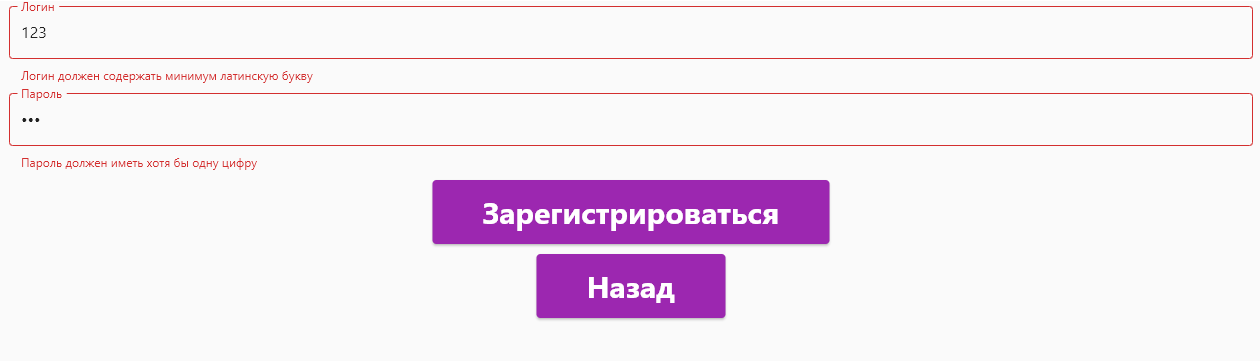 Логин
123
Логин должен содержать минимум латинскую букву
Пароль
•••
Пароль должен иметь хотя бы одну цифру
Зарегистрироваться
Назад